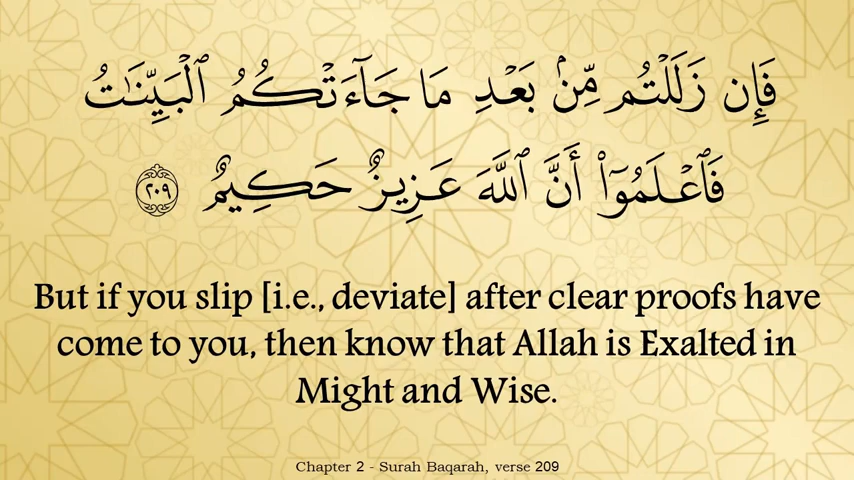 فَإِن زَلَلْتُم مِّنۢ بَعْدِ مَا جَآءَتْكُمُ ٱلْبَيِّنَـٰتُ
فَٱعْلَمُوٓا۟ أَنَّ ٱللَّهَ عَزِيزٌ حَكِيمٌ ٢٠٩
But if you slip [i.e., deviate] after clear proofs have
come to you, then know that Allah is Exalted in
Might and Wise.
Chapter 2 - Surah Baqarah, verse 209